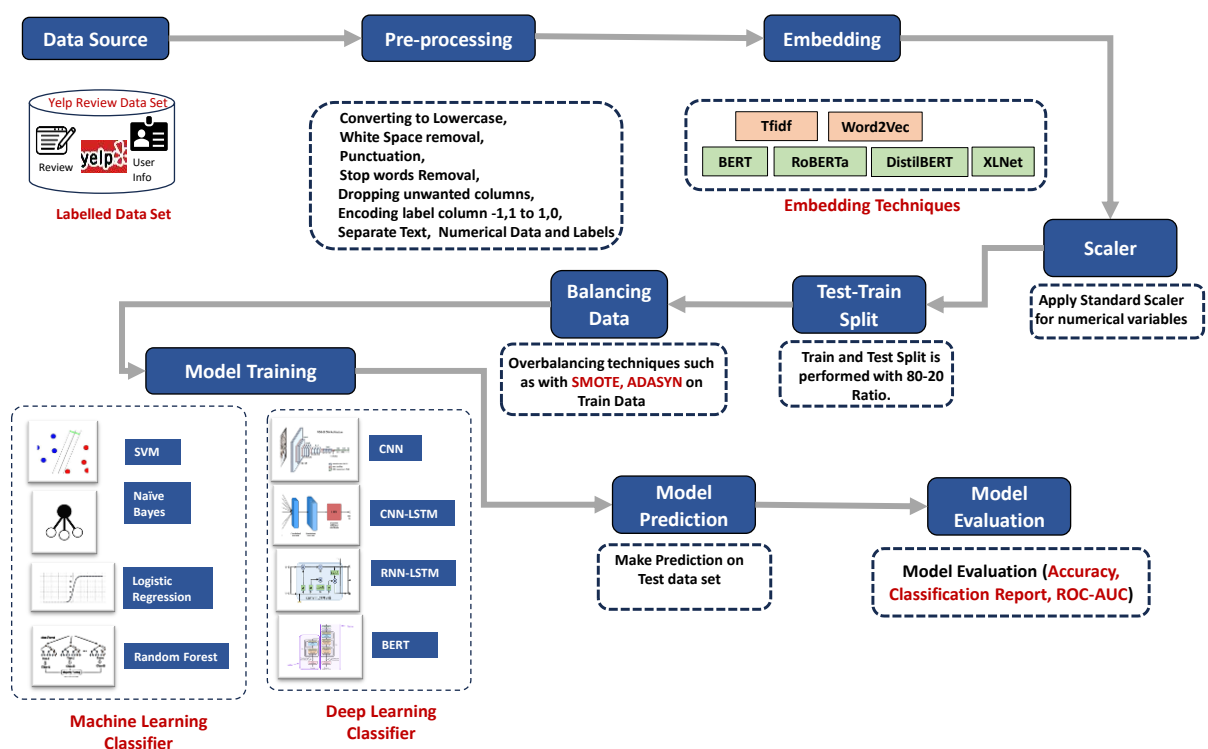 Data Source
Pre-processing
Embedding
Yelp Review Data Set
Review
yelp
User
Info
Labelled Data Set
Converting to Lowercase,
White Space removal,
Punctuation,
Stop words Removal,
Dropping unwanted columns,
Encoding label column -1,1 to 1,0,
Separate Text, Numerical Data and Labels
Tfidf
Word2Vec
BERT
RoBERTa
DistilBERT
XLNet
Embedding Techniques
Scaler
Apply Standard Scaler
for numerical variables
Test-Train
Split
Train and Test Split is
performed with 80-20
Ratio.
Balancing
Data
Overbalancing techniques such
as with SMOTE, ADASYN on
Train Data
Model Training
SVM
Naïve
Bayes
Logistic
Regression
Random Forest
Machine Learning
Classifier
CNN
CNN-LSTM
RNN-LSTM
BERT
Deep Learning
Classifier
Model
Prediction
Make Prediction on
Test data set
Model
Evaluation
Model Evaluation (Accuracy,
Classification Report, ROC-AUC)